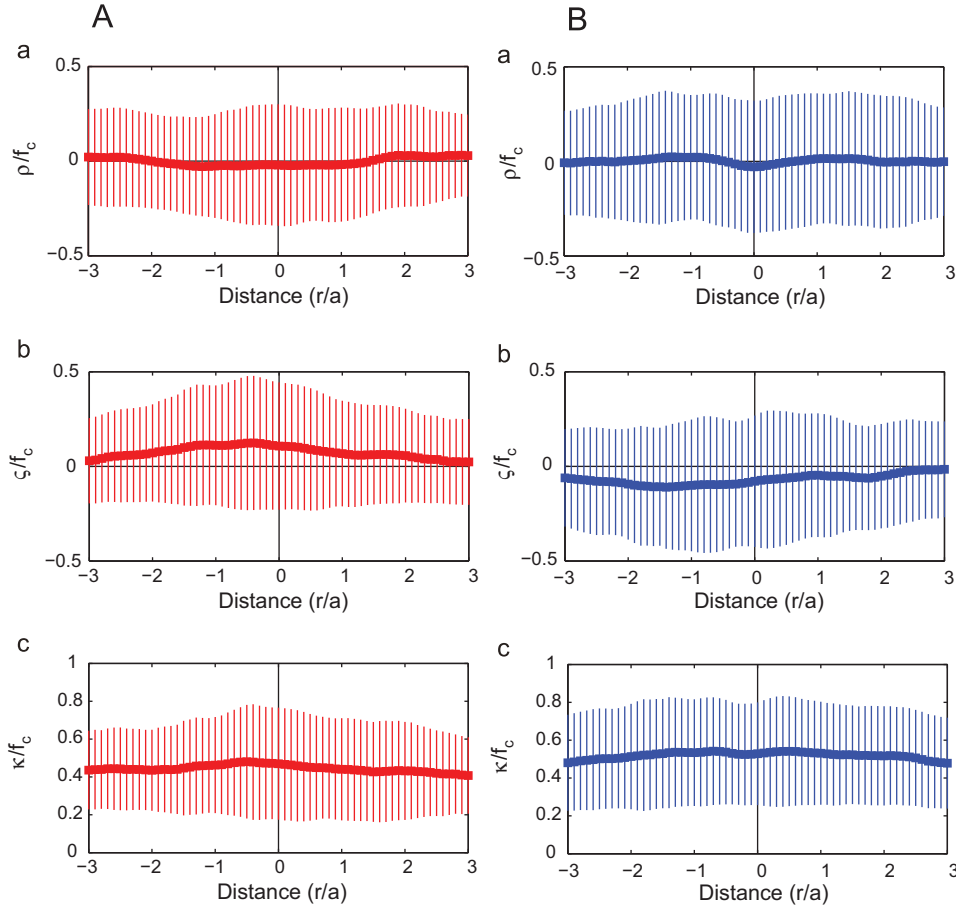 A
B
a
0.5
0
−0.5
ρ/f_c
−3 −2 −1 0 1 2 3
Distance (r/a)
a
0.5
0
−0.5
ρ/f_c
−3 −2 −1 0 1 2 3
Distance (r/a)
b
0.5
0
−0.5
ς/f_c
−3 −2 −1 0 1 2 3
Distance (r/a)
b
0.5
0
−0.5
ς/f_c
−3 −2 −1 0 1 2 3
Distance (r/a)
c
1
0.8
0.6
0.4
0.2
0
κ/f_c
−3 −2 −1 0 1 2 3
Distance (r/a)
c
1
0.8
0.6
0.4
0.2
0
κ/f_c
−3 −2 −1 0 1 2 3
Distance (r/a)